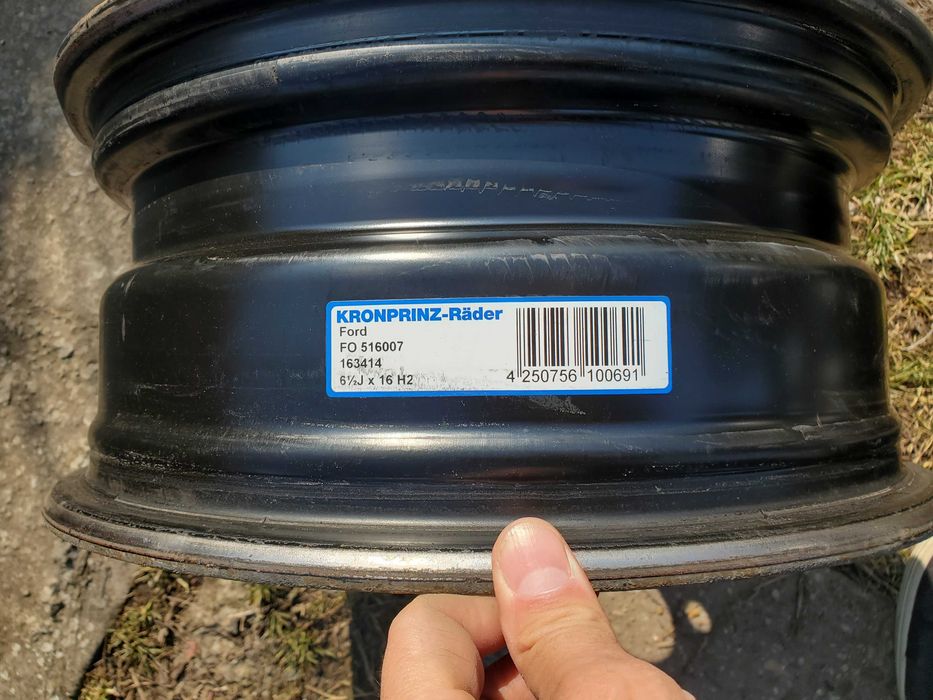 KRONPRINZ-Räder
Ford
FO 516007
163414
6½J x 16 H2
4 250756 100691